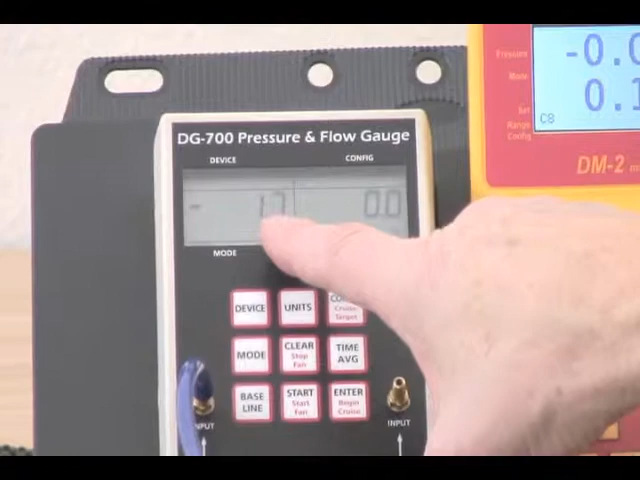 DG-700 Pressure & Flow Gauge
DEVICE
CONFIG
0.0
MODE
DEVICE
UNITS
Cruise
Target
MODE
CLEAR
Stop
Fan
TIME
AVG
BASE
LINE
START
Start
Fan
ENTER
Begin
Cruise
INPUT
Pressure
Mode
Set
Range
Config
-0.0
0.1
C8
DM-2